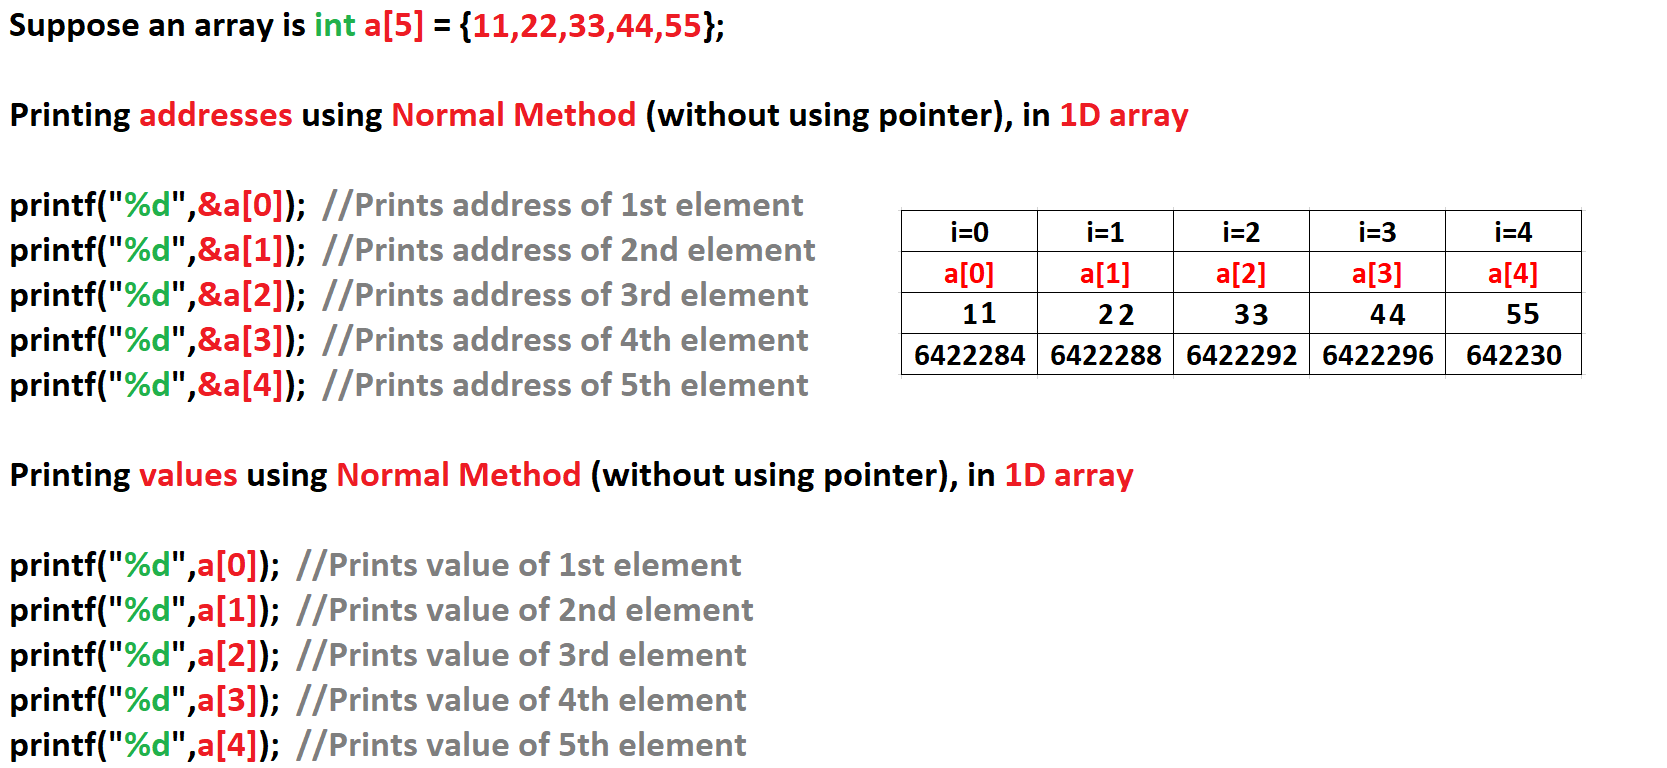 Suppose an array is int a[5] = {11,22,33,44,55};
Printing addresses using Normal Method (without using pointer), in 1D array
printf("%d",&a[0]); //Prints address of 1st element
printf("%d",&a[1]); //Prints address of 2nd element
printf("%d",&a[2]); //Prints address of 3rd element
printf("%d",&a[3]); //Prints address of 4th element
printf("%d",&a[4]); //Prints address of 5th element
i=0 i=1 i=2 i=3 i=4
a[0] a[1] a[2] a[3] a[4]
11 22 33 44 55
6422284 6422288 6422292 6422296 642230
Printing values using Normal Method (without using pointer), in 1D array
printf("%d",a[0]); //Prints value of 1st element
printf("%d",a[1]); //Prints value of 2nd element
printf("%d",a[2]); //Prints value of 3rd element
printf("%d",a[3]); //Prints value of 4th element
printf("%d",a[4]); //Prints value of 5th element